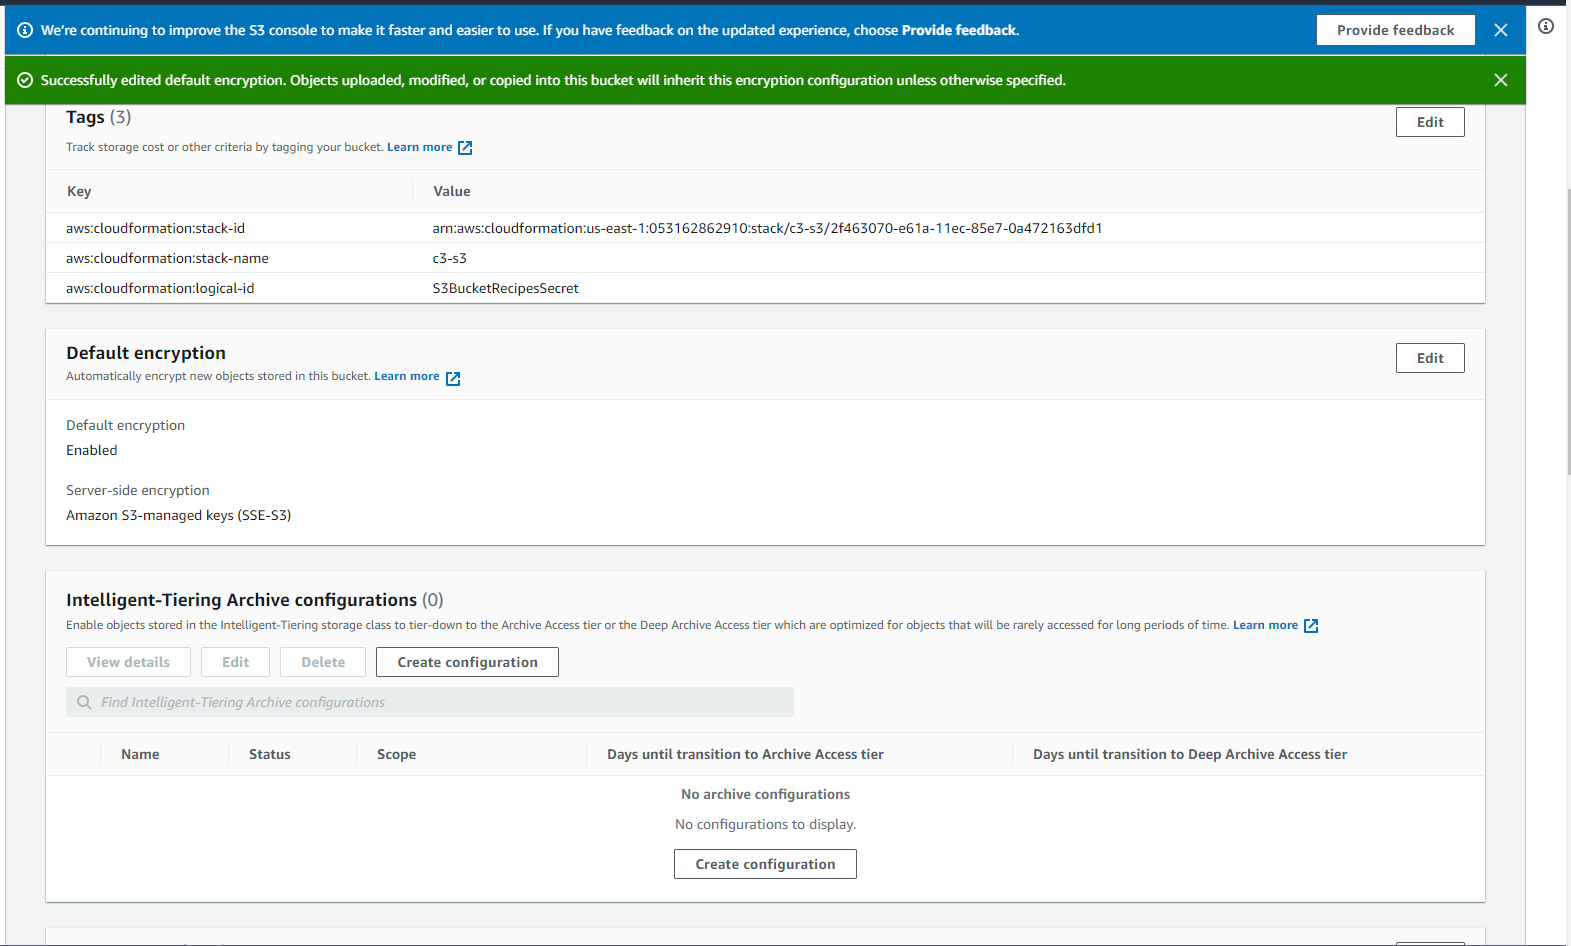 We're continuing to improve the S3 console to make it faster and easier to use. If you have feedback on the updated experience, choose Provide feedback.
Provide feedback
Successfully edited default encryption. Objects uploaded, modified, or copied into this bucket will inherit this encryption configuration unless otherwise specified.
Tags (3)
Edit
Track storage cost or other criteria by tagging your bucket. Learn more
Key Value
aws:cloudformation:stack-id arn:aws:cloudformation:us-east-1:053162862910:stack/c3-s3/2f463070-e61a-11ec-85e7-0a472163dfd1
aws:cloudformation:stack-name c3-s3
aws:cloudformation:logical-id S3BucketRecipesSecret
Default encryption
Edit
Automatically encrypt new objects stored in this bucket. Learn more
Default encryption
Enabled
Server-side encryption
Amazon S3-managed keys (SSE-S3)
Intelligent-Tiering Archive configurations (0)
Enable objects stored in the Intelligent-Tiering storage class to tier-down to the Archive Access tier or the Deep Archive Access tier which are optimized for objects that will be rarely accessed for long periods of time. Learn more
View details Edit Delete Create configuration
Find Intelligent-Tiering Archive configurations
Name Status Scope Days until transition to Archive Access tier Days until transition to Deep Archive Access tier
No archive configurations
No configurations to display.
Create configuration